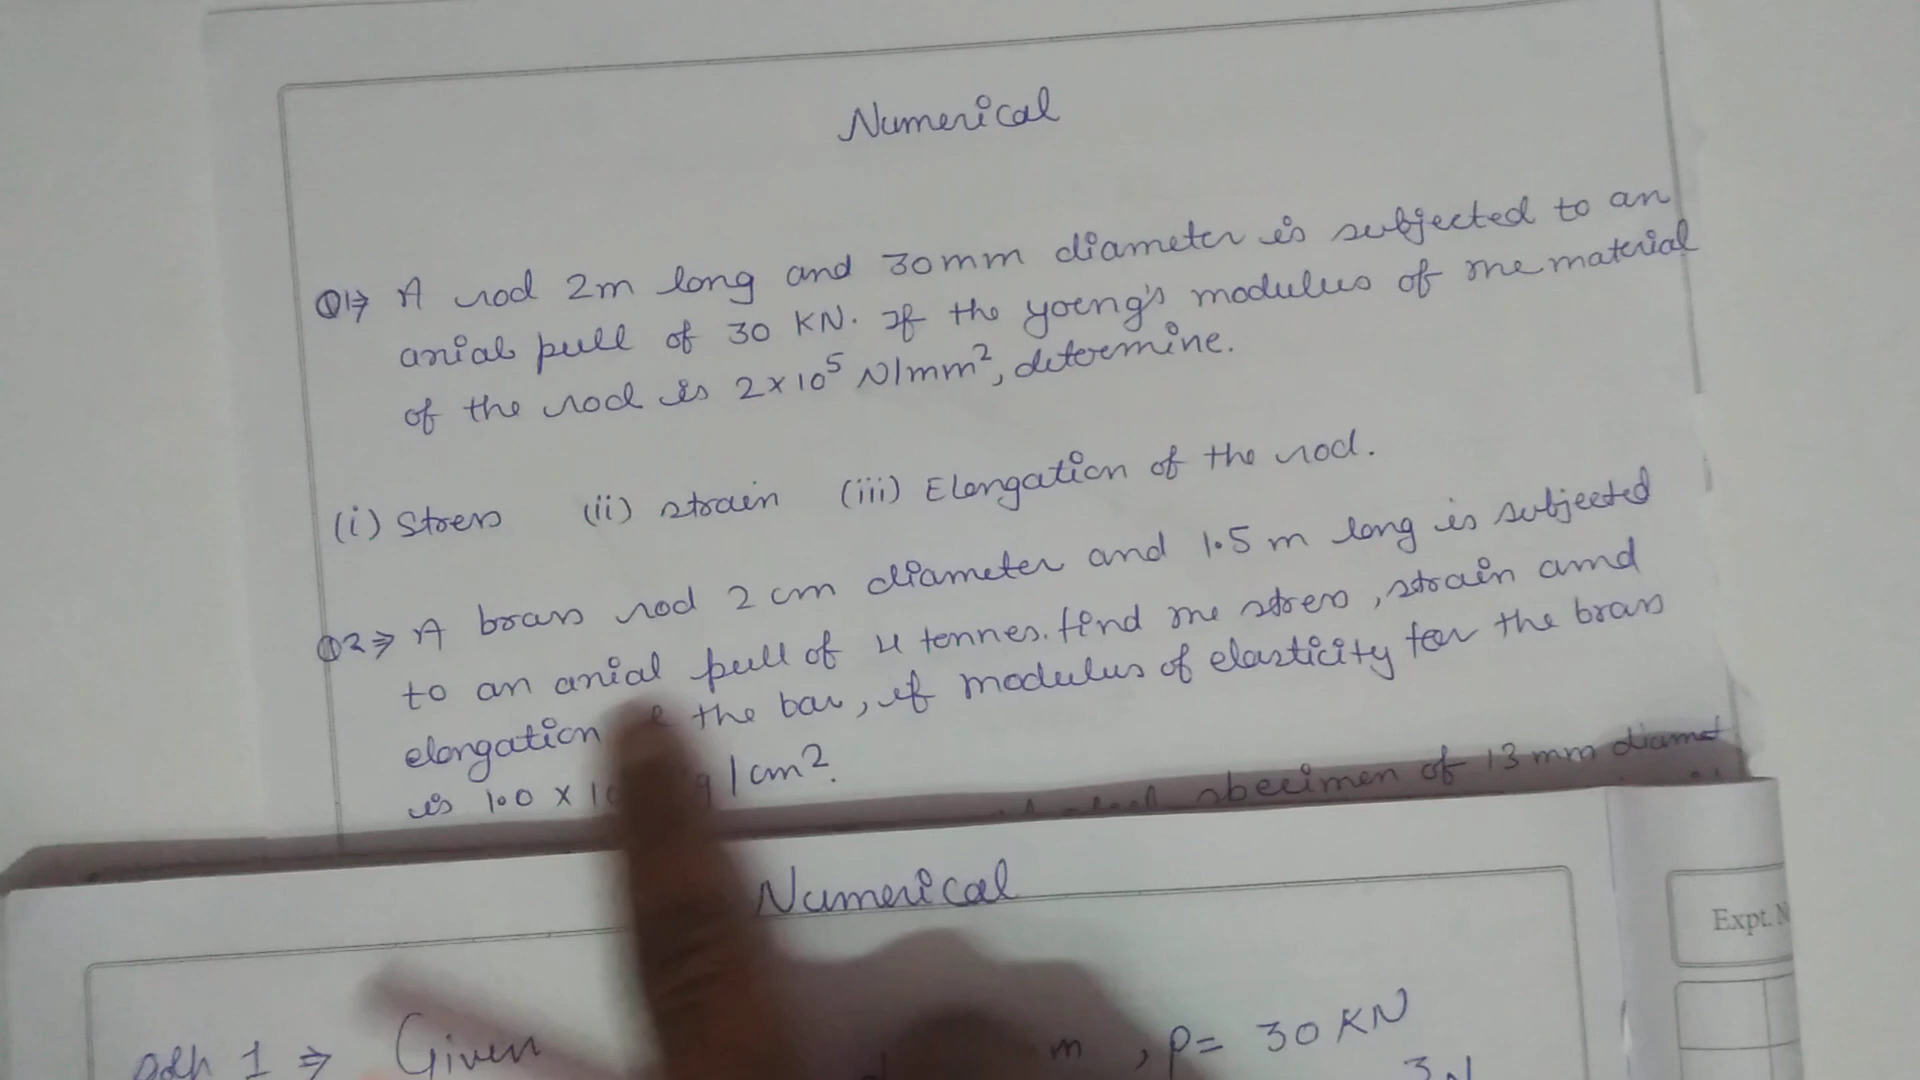 Numerical
Q1⇒ A rod 2m long and 30mm diameter is subjected to an
axial pull of 30 KN. If the young's modulus of the material
of the rod is 2×10⁵ N/mm², determine.
(i) Stress (ii) strain (iii) Elongation of the rod.
Q2⇒ A brass rod 2 cm diameter and 1.5 m long is subjected
to an axial pull of 4 tonnes. find the stress, strain and
elongation the bar, if modulus of elasticity for the brass
is 1.0 × /cm².
specimen of 13 mm
Numerical
Soln 1 ⇒ Given m , P= 30 KN
Expt.